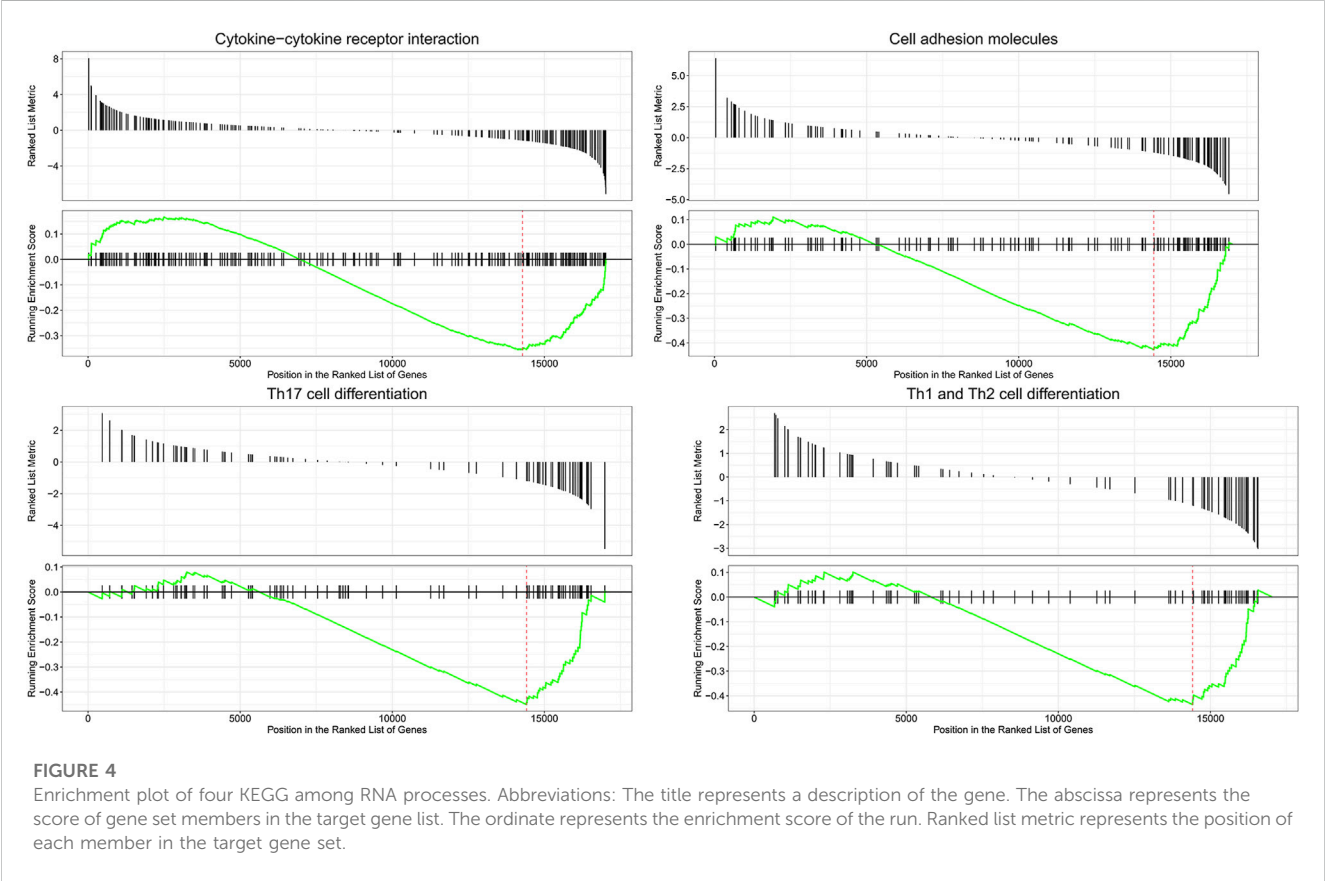 Cytokine−cytokine receptor interaction
Ranked List Metric
8
4
0
−4
Running Enrichment Score
0.1
0.0
−0.1
−0.2
−0.3
0 5000 10000 15000
Position in the Ranked List of Genes
Cell adhesion molecules
Ranked List Metric
5.0
2.5
0.0
−2.5
−5.0
Running Enrichment Score
0.1
0.0
−0.1
−0.2
−0.3
−0.4
0 5000 10000 15000
Position in the Ranked List of Genes
Th17 cell differentiation
Ranked List Metric
2
0
−2
−4
Running Enrichment Score
0.1
0.0
−0.1
−0.2
−0.3
−0.4
0 5000 10000 15000
Position in the Ranked List of Genes
Th1 and Th2 cell differentiation
Ranked List Metric
2
1
0
−1
−2
−3
Running Enrichment Score
0.1
0.0
−0.1
−0.2
−0.3
−0.4
0 5000 10000 15000
Position in the Ranked List of Genes
FIGURE 4
Enrichment plot of four KEGG among RNA processes. Abbreviations: The title represents a description of the gene. The abscissa represents the
score of gene set members in the target gene list. The ordinate represents the enrichment score of the run. Ranked list metric represents the position of
each member in the target gene set.